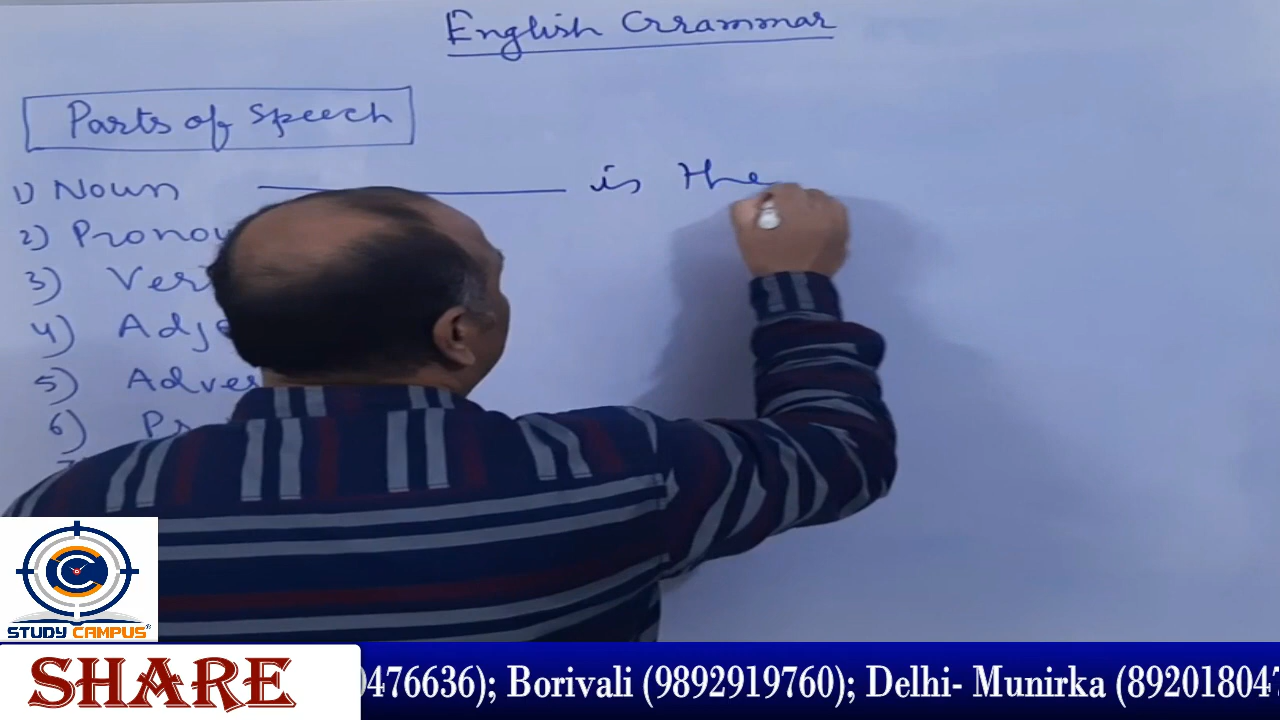 English Grammar
Parts of Speech
1) Noun is the
2) Pronou
3) Ver
4) Adje
5) Adver
6) Pr
STUDY CAMPUS
SHARE
0476636); Borivali (9892919760); Delhi- Munirka (892018047